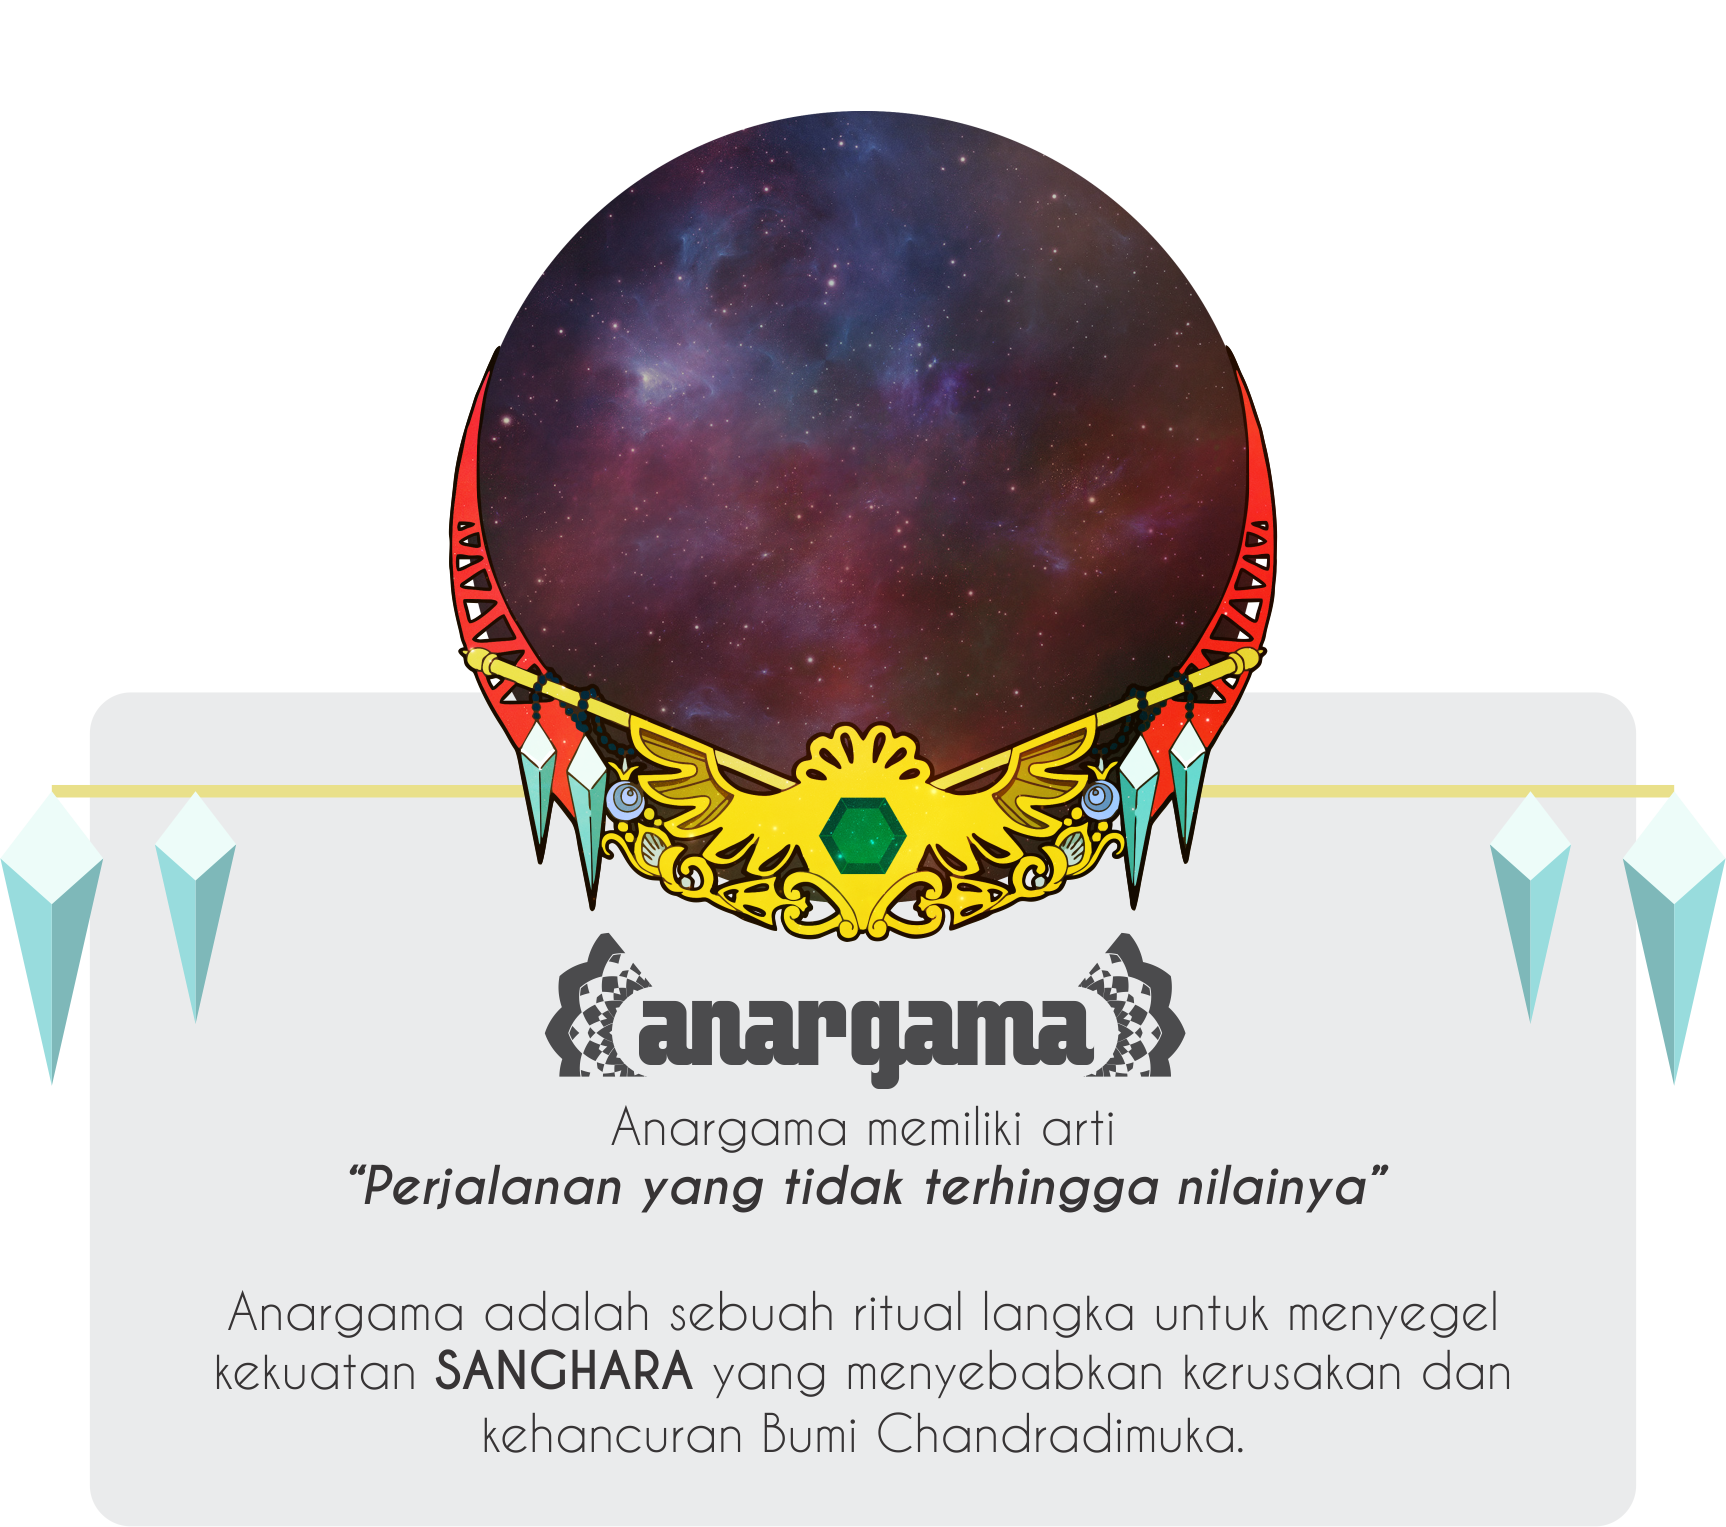 anargama
Anargama memiliki arti
“Perjalanan yang tidak terhingga nilainya”
Anargama adalah sebuah ritual langka untuk menyegel
kekuatan SANGHARA yang menyebabkan kerusakan dan
kehancuran Bumi Chandradimuka.